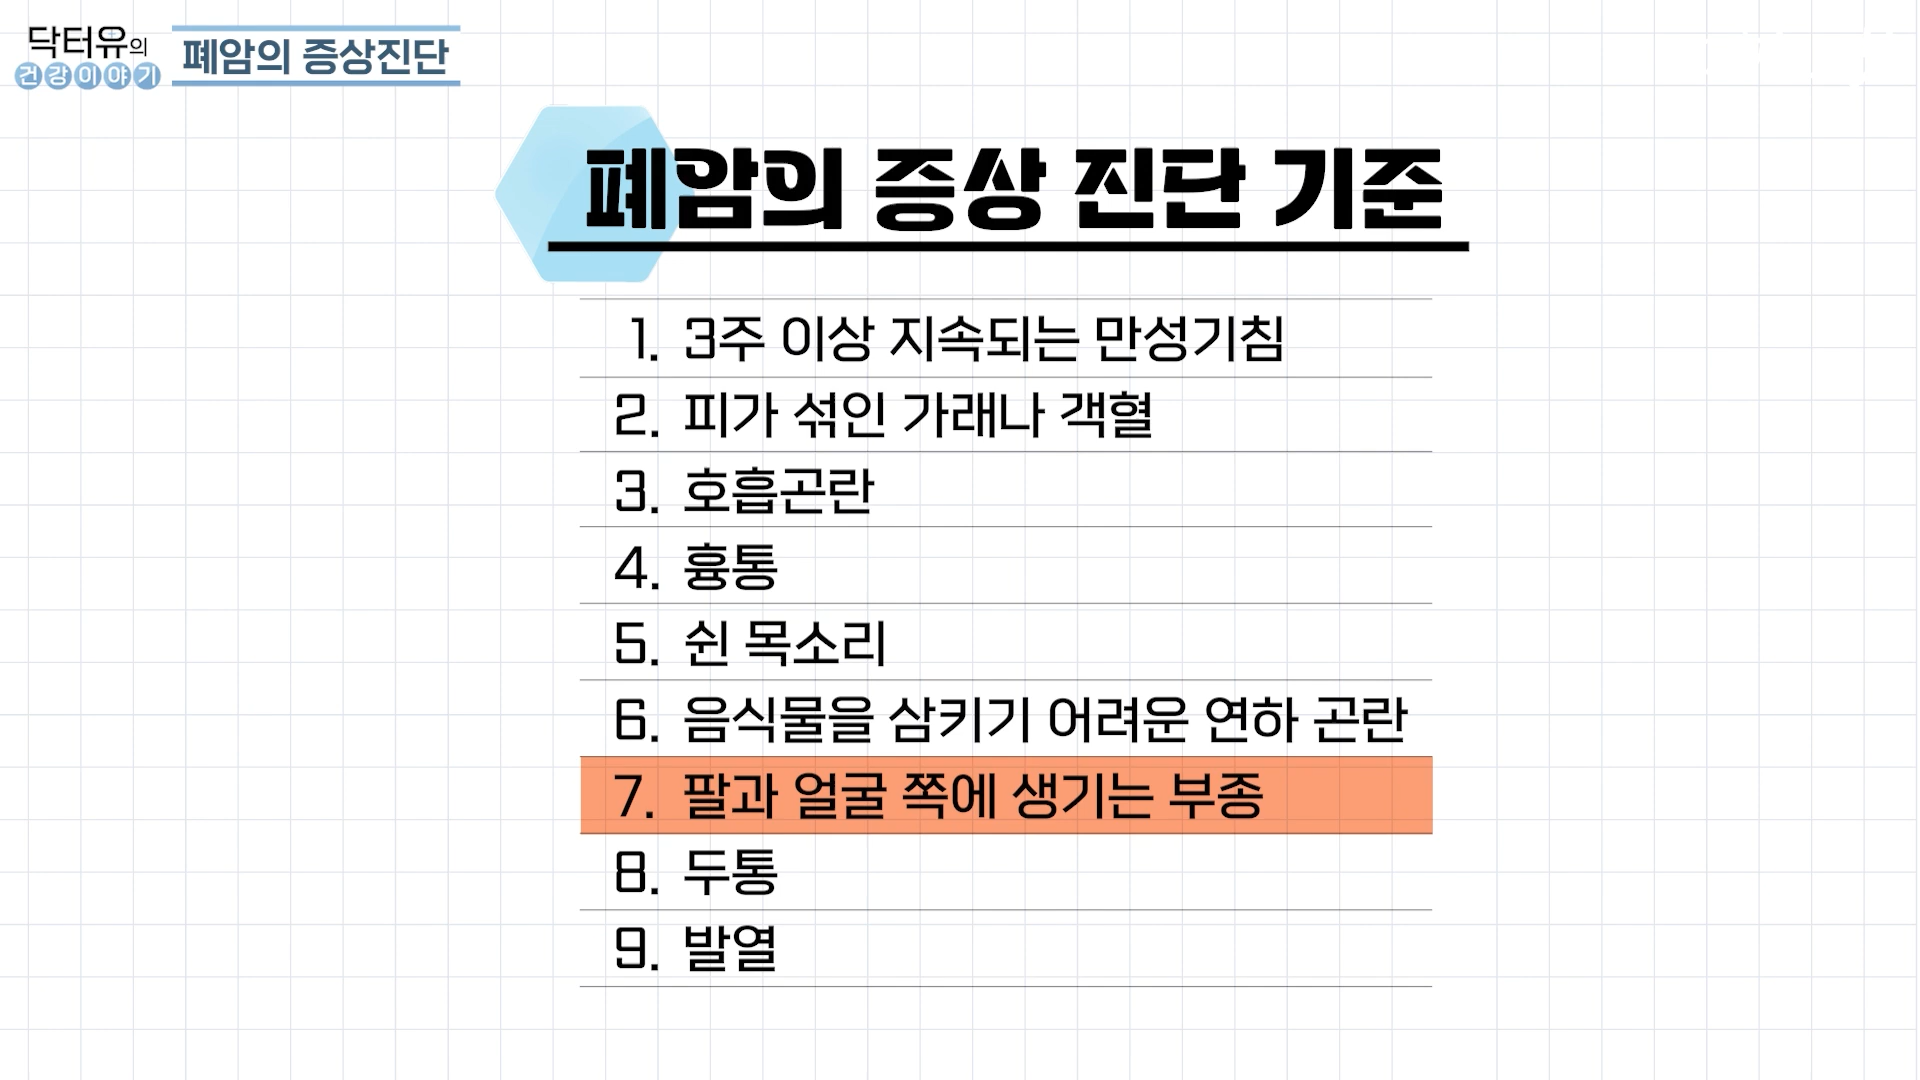 닥터유의
건강이야기
폐암의 증상진단
폐암의 증상 진단 기준
1. 3주 이상 지속되는 만성기침
2. 피가 섞인 가래나 객혈
3. 호흡곤란
4. 흉통
5. 쉰 목소리
6. 음식물을 삼키기 어려운 연하 곤란
7. 팔과 얼굴 쪽에 생기는 부종
8. 두통
9. 발열